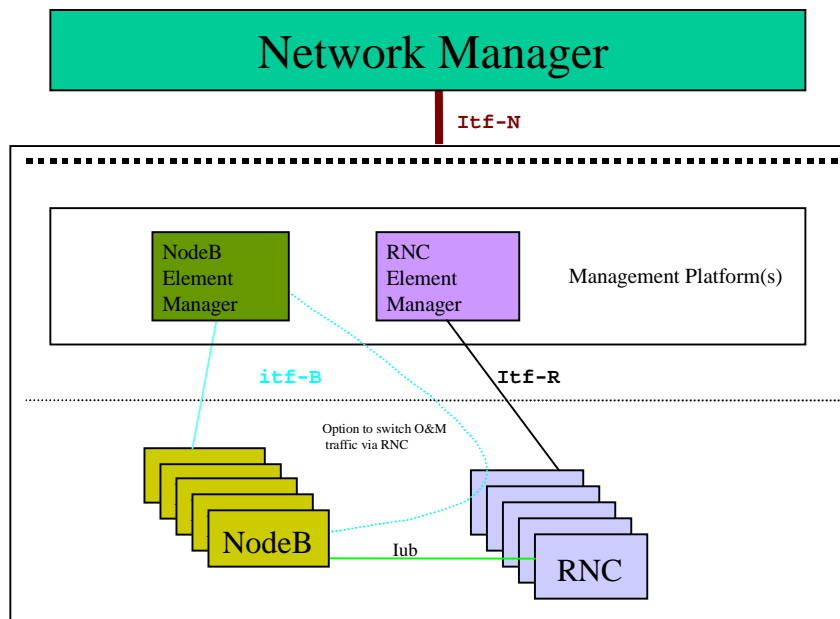 Network Manager
Itf-N
NodeB
Element
Manager
RNC
Element
Manager
Management Platform(s)
itf-B
Itf-R
Option to switch O&M
traffic via RNC
NodeB
Iub
RNC